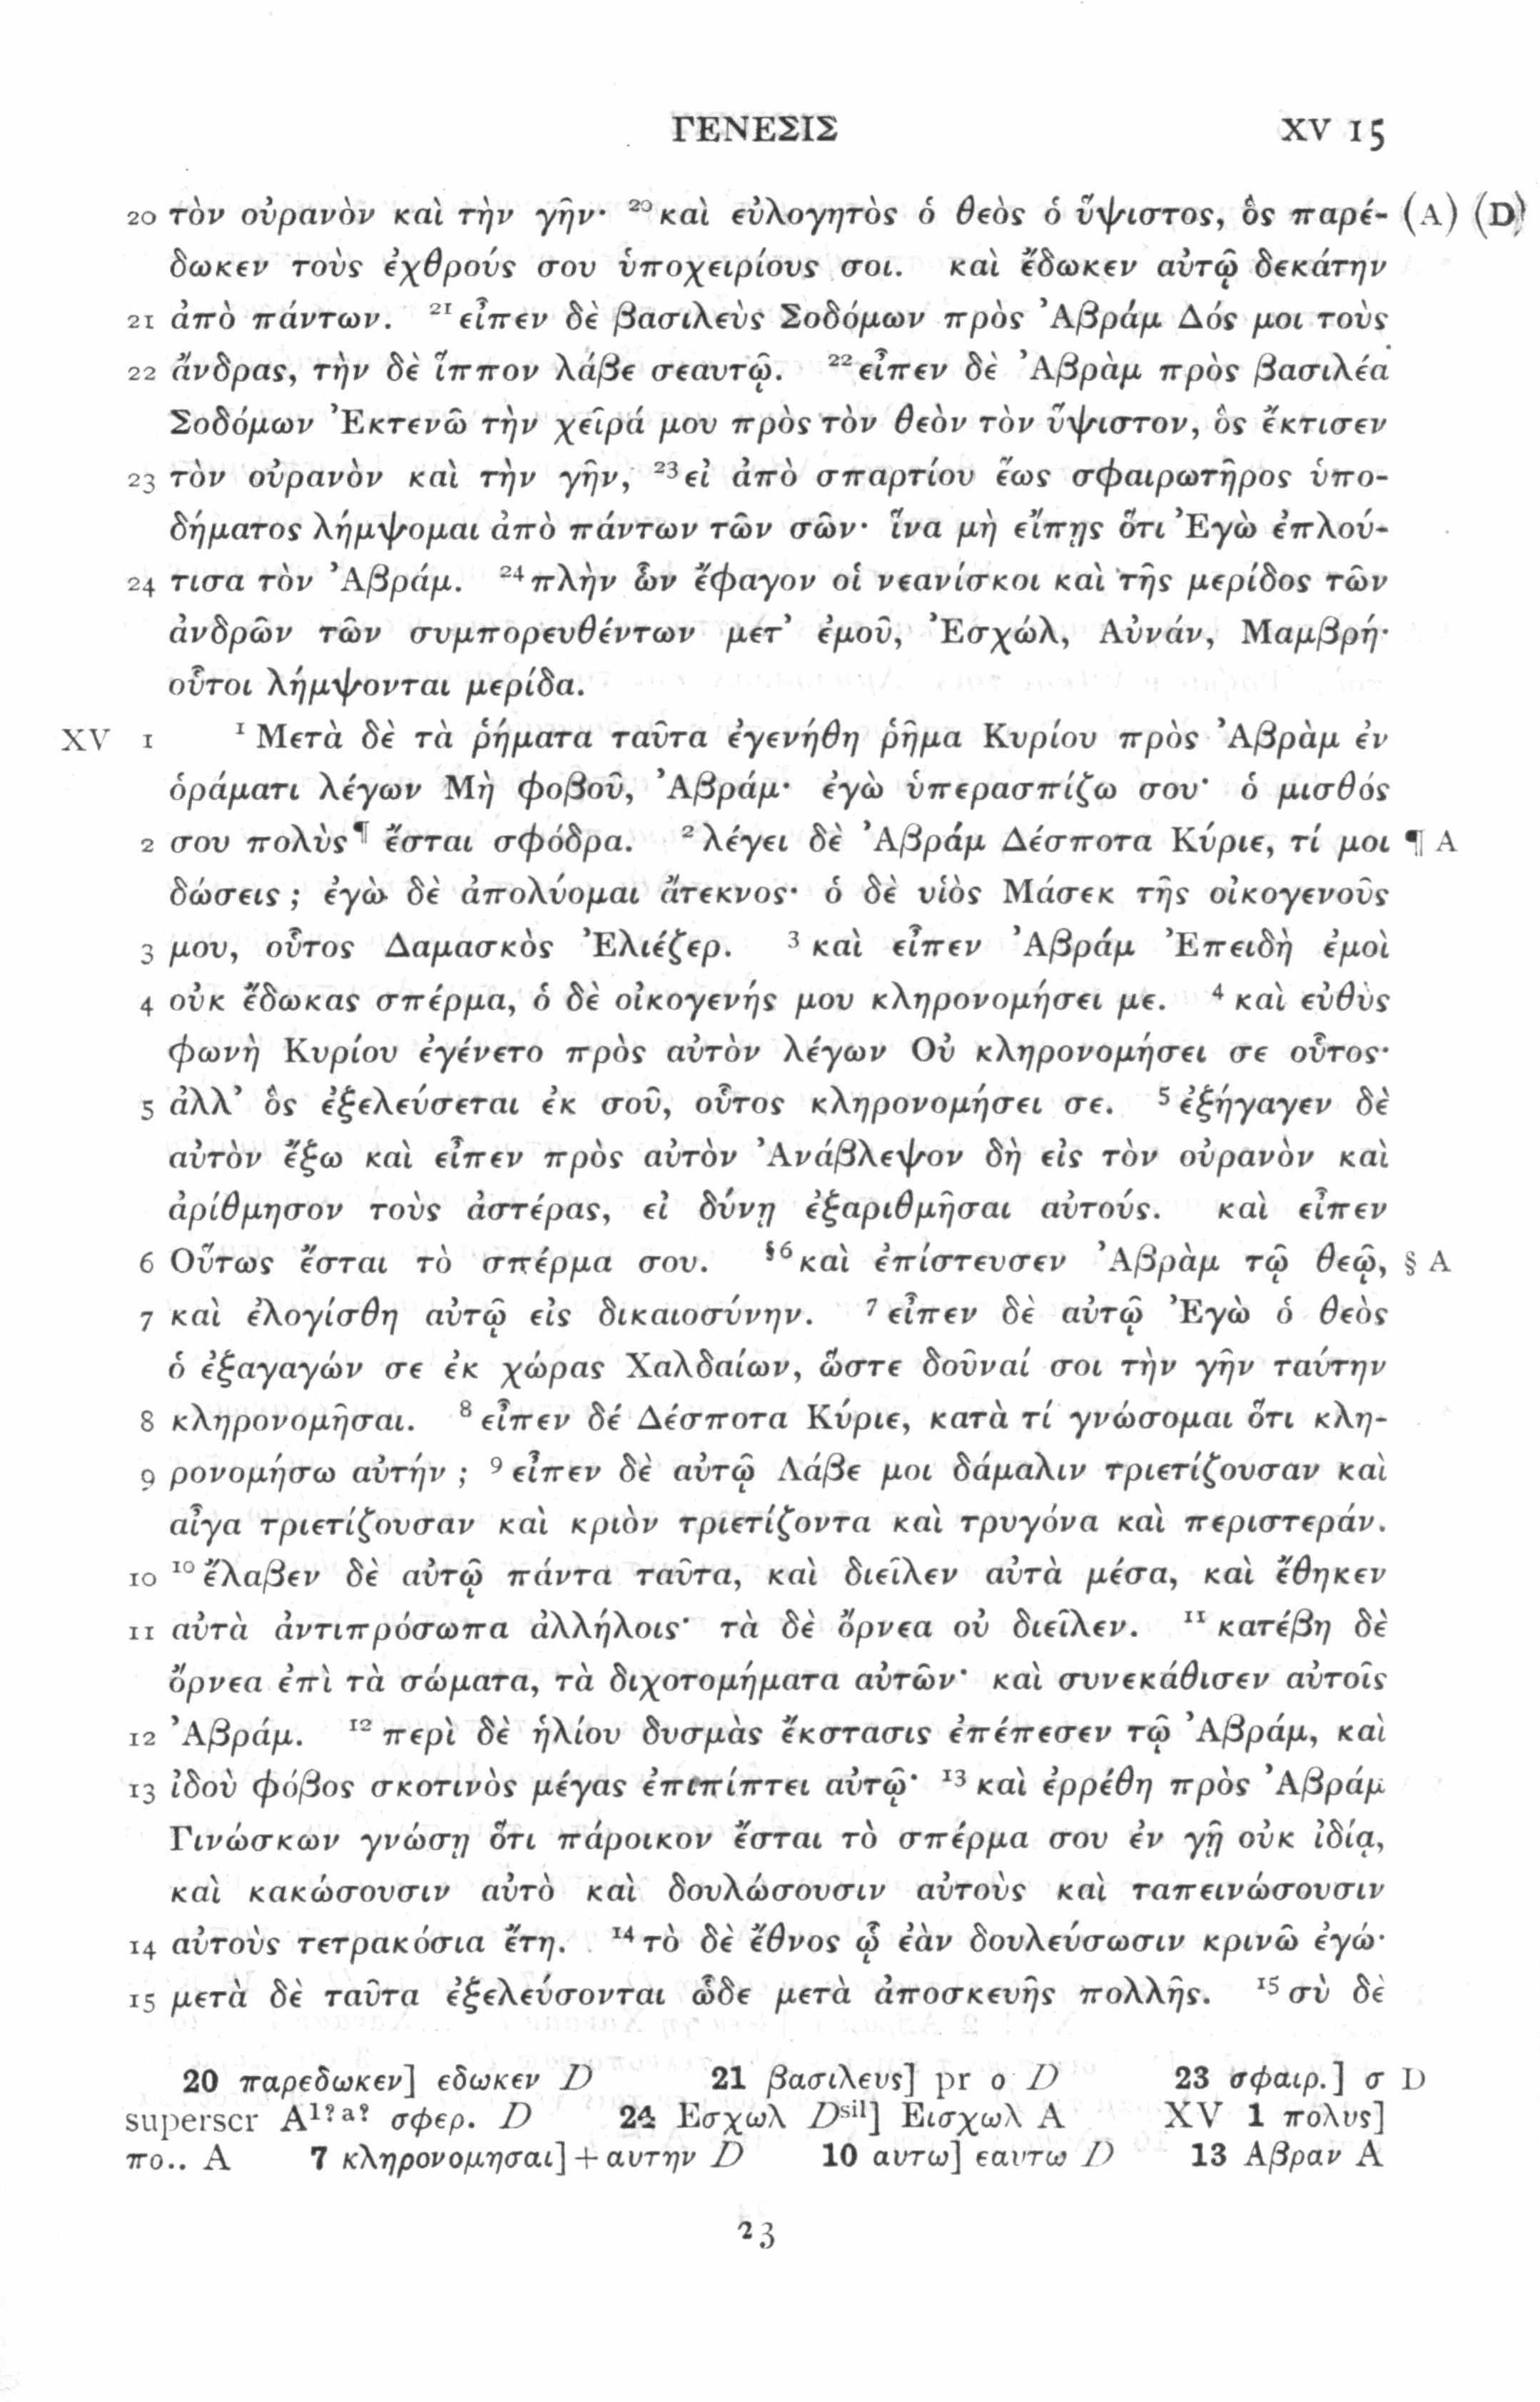 ΓΕΝΕΣΙΣ XV 15
20 τὸν οὐρανὸν καὶ τὴν γῆν· ²⁰καὶ εὐλογητὸς ὁ θεὸς ὁ ὕψιστος, ὃς παρέ- (A) (D)
δωκεν τοὺς ἐχθρούς σου ὑποχειρίους σοι. καὶ ἔδωκεν αὐτῷ δεκάτην
21 ἀπὸ πάντων. ²¹εἶπεν δὲ βασιλεὺς Σοδόμων πρὸς Ἀβράμ Δός μοι τοὺς
22 ἄνδρας, τὴν δὲ ἵππον λάβε σεαυτῷ. ²²εἶπεν δὲ Ἀβρὰμ πρὸς βασιλέα
Σοδόμων Ἐκτενῶ τὴν χεῖρά μου πρὸς τὸν θεὸν τὸν ὕψιστον, ὃς ἔκτισεν
23 τὸν οὐρανὸν καὶ τὴν γῆν, ²³εἰ ἀπὸ σπαρτίου ἕως σφαιρωτῆρος ὑπο-
δήματος λήμψομαι ἀπὸ πάντων τῶν σῶν· ἵνα μὴ εἴπῃς ὅτι Ἐγὼ ἐπλού-
24 τισα τὸν Ἀβράμ. ²⁴πλὴν ὧν ἔφαγον οἱ νεανίσκοι καὶ τῆς μερίδος τῶν
ἀνδρῶν τῶν συμπορευθέντων μετ’ ἐμοῦ, Ἐσχώλ, Αὐνάν, Μαμβρή·
οὗτοι λήμψονται μερίδα.
XV 1 ¹Μετὰ δὲ τὰ ῥήματα ταῦτα ἐγενήθη ῥῆμα Κυρίου πρὸς Ἀβρὰμ ἐν
ὁράματι λέγων Μὴ φοβοῦ, Ἀβράμ· ἐγὼ ὑπερασπίζω σου· ὁ μισθός
2 σου πολὺς¶ ἔσται σφόδρα. ²λέγει δὲ Ἀβράμ Δέσποτα Κύριε, τί μοι ¶ A
δώσεις; ἐγὼ δὲ ἀπολύομαι ἄτεκνος· ὁ δὲ υἱὸς Μάσεκ τῆς οἰκογενοῦς
3 μου, οὗτος Δαμασκὸς Ἐλιέζερ. ³καὶ εἶπεν Ἀβράμ Ἐπειδὴ ἐμοὶ
4 οὐκ ἔδωκας σπέρμα, ὁ δὲ οἰκογενής μου κληρονομήσει με. ⁴καὶ εὐθὺς
φωνὴ Κυρίου ἐγένετο πρὸς αὐτὸν λέγων Οὐ κληρονομήσει σε οὗτος·
5 ἀλλ’ ὃς ἐξελεύσεται ἐκ σοῦ, οὗτος κληρονομήσει σε. ⁵ἐξήγαγεν δὲ
αὐτὸν ἔξω καὶ εἶπεν πρὸς αὐτὸν Ἀνάβλεψον δὴ εἰς τὸν οὐρανὸν καὶ
ἀρίθμησον τοὺς ἀστέρας, εἰ δύνῃ ἐξαριθμῆσαι αὐτούς. καὶ εἶπεν
6 Οὕτως ἔσται τὸ σπέρμα σου. §⁶καὶ ἐπίστευσεν Ἀβρὰμ τῷ θεῷ, § A
7 καὶ ἐλογίσθη αὐτῷ εἰς δικαιοσύνην. ⁷εἶπεν δὲ αὐτῷ Ἐγὼ ὁ θεὸς
ὁ ἐξαγαγών σε ἐκ χώρας Χαλδαίων, ὥστε δοῦναί σοι τὴν γῆν ταύτην
8 κληρονομῆσαι. ⁸εἶπεν δέ Δέσποτα Κύριε, κατὰ τί γνώσομαι ὅτι κλη-
9 ρονομήσω αὐτήν; ⁹εἶπεν δὲ αὐτῷ Λάβε μοι δάμαλιν τριετίζουσαν καὶ
αἶγα τριετίζουσαν καὶ κριὸν τριετίζοντα καὶ τρυγόνα καὶ περιστεράν.
10 ¹⁰ἔλαβεν δὲ αὐτῷ πάντα ταῦτα, καὶ διεῖλεν αὐτὰ μέσα, καὶ ἔθηκεν
11 αὐτὰ ἀντιπρόσωπα ἀλλήλοις· τὰ δὲ ὄρνεα οὐ διεῖλεν. ¹¹κατέβη δὲ
ὄρνεα ἐπὶ τὰ σώματα, τὰ διχοτομήματα αὐτῶν· καὶ συνεκάθισεν αὐτοῖς
12 Ἀβράμ. ¹²περὶ δὲ ἡλίου δυσμὰς ἔκστασις ἐπέπεσεν τῷ Ἀβράμ, καὶ
13 ἰδοὺ φόβος σκοτινὸς μέγας ἐπιπίπτει αὐτῷ· ¹³καὶ ἐρρέθη πρὸς Ἀβράμ
Γινώσκων γνώσῃ ὅτι πάροικον ἔσται τὸ σπέρμα σου ἐν γῇ οὐκ ἰδίᾳ,
καὶ κακώσουσιν αὐτὸ καὶ δουλώσουσιν αὐτοὺς καὶ ταπεινώσουσιν
14 αὐτοὺς τετρακόσια ἔτη. ¹⁴τὸ δὲ ἔθνος ᾧ ἐὰν δουλεύσωσιν κρινῶ ἐγώ·
15 μετὰ δὲ ταῦτα ἐξελεύσονται ὧδε μετὰ ἀποσκευῆς πολλῆς. ¹⁵σὺ δὲ
20 παρεδωκεν] εδωκεν D 21 βασιλευς] pr ο D 23 σφαιρ.] σ D
superscr A¹ˀᵃˀ σφερ. D 24 Εσχωλ Dˢⁱˡ] Εισχωλ A XV 1 πολυς]
πο.. A 7 κληρονομησαι]+αυτην D 10 αυτω] εαυτω D 13 Αβραν A
23